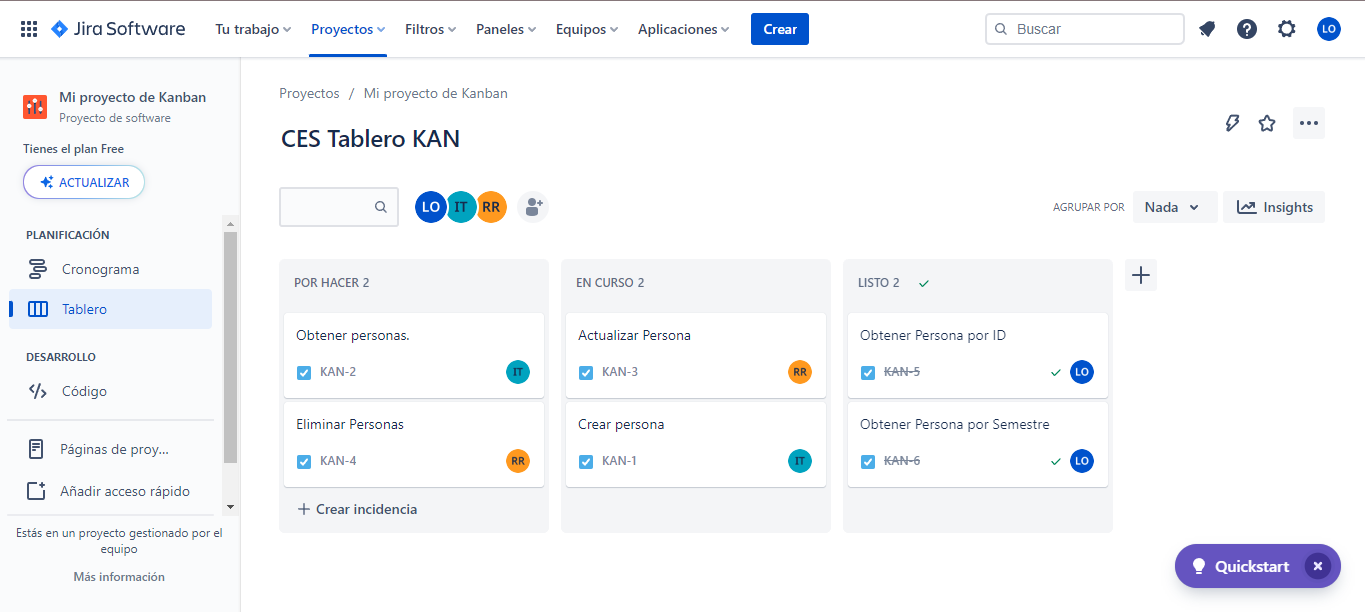 Jira Software
Tu trabajo
Proyectos
Filtros
Paneles
Equipos
Aplicaciones
Crear
Buscar
LO
Mi proyecto de Kanban
Proyecto de software
Tienes el plan Free
ACTUALIZAR
PLANIFICACIÓN
Cronograma
Tablero
DESARROLLO
Código
Páginas de proy...
Añadir acceso rápido
Estás en un proyecto gestionado por el
equipo
Más información
Proyectos / Mi proyecto de Kanban
CES Tablero KAN
LO IT RR
AGRUPAR POR
Nada
Insights
POR HACER 2
Obtener personas.
KAN-2
IT
Eliminar Personas
KAN-4
RR
Crear incidencia
EN CURSO 2
Actualizar Persona
KAN-3
RR
Crear persona
KAN-1
IT
LISTO 2
Obtener Persona por ID
KAN-5
LO
Obtener Persona por Semestre
KAN-6
LO
Quickstart